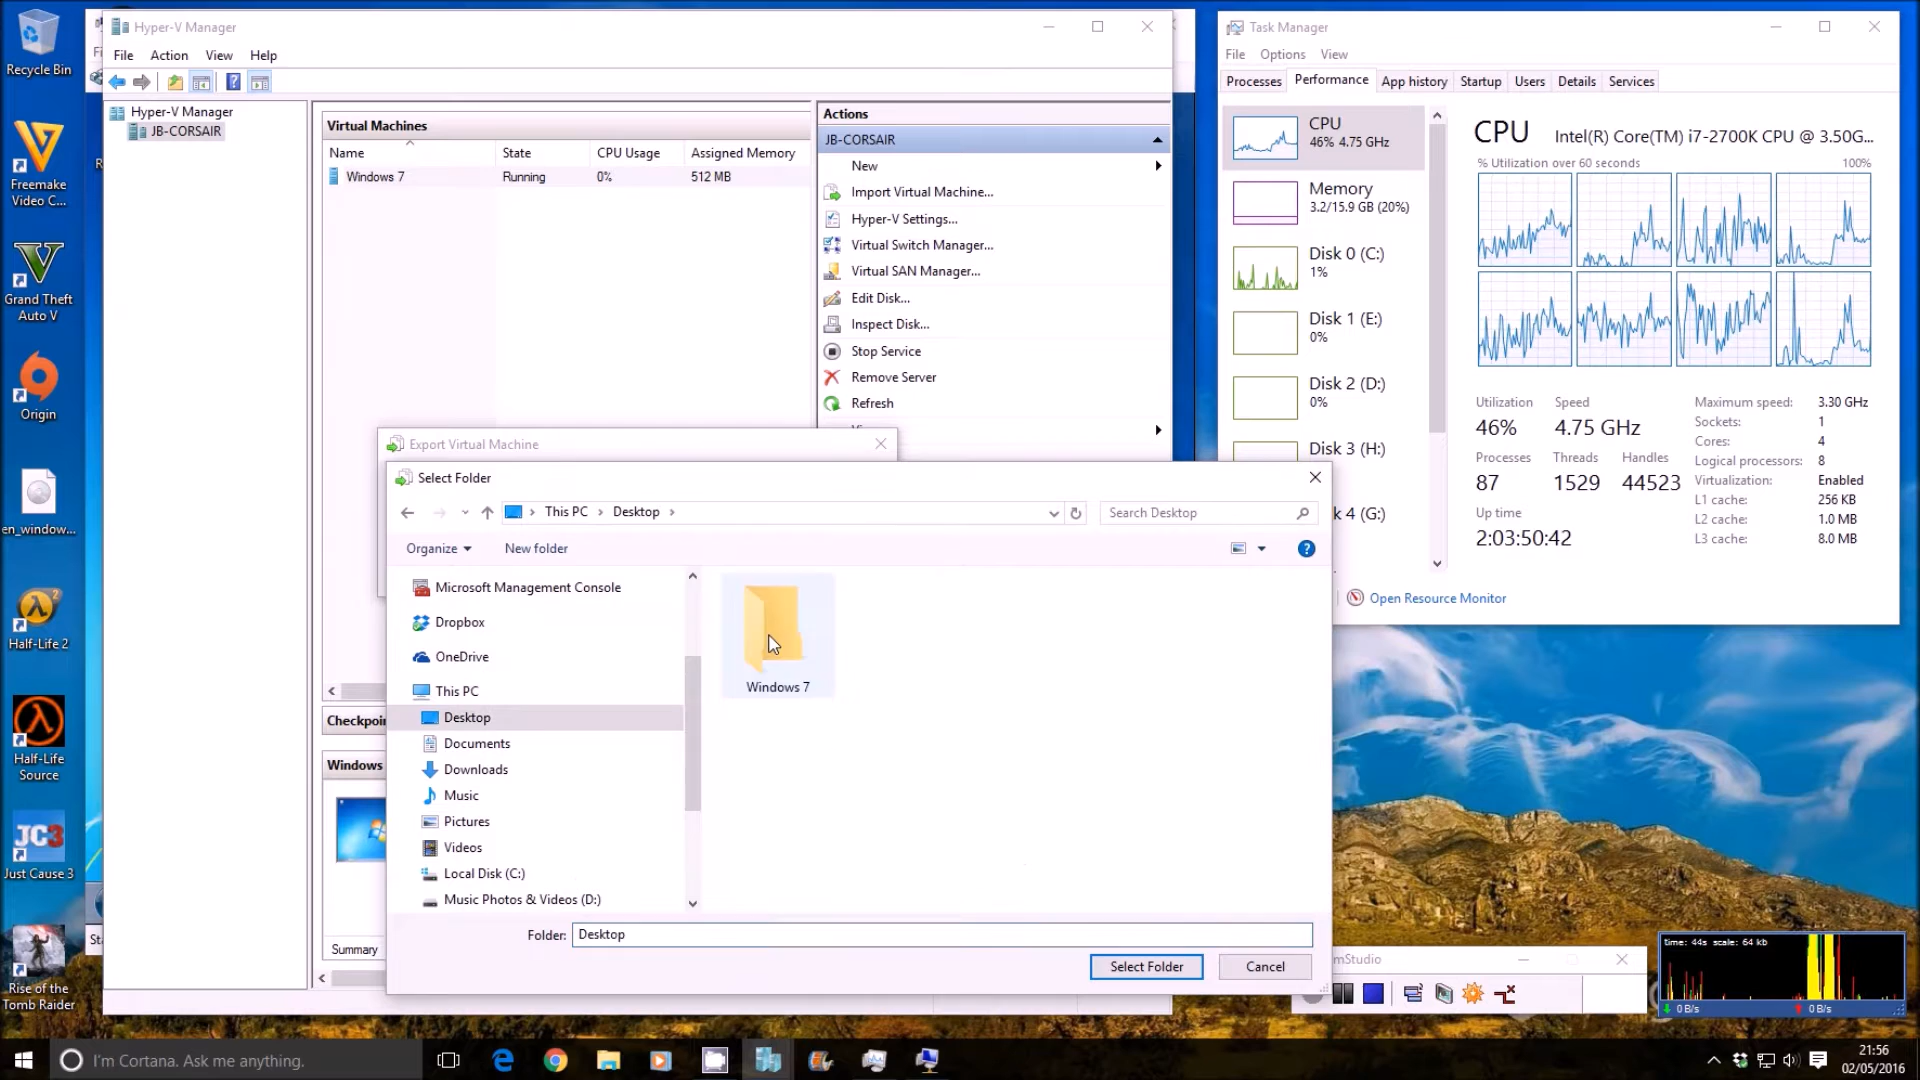 Recycle Bin
Freemake
Video C...
Grand Theft
Auto V
Origin
en_window...
Half-Life 2
Half-Life
Source
Just Cause 3
Rise of the
Tomb Raider
Hyper-V Manager
File Action View Help
Hyper-V Manager
JB-CORSAIR
Virtual Machines
Name State CPU Usage Assigned Memory
Windows 7 Running 0% 512 MB
Checkpoi
Windows
Summary
Actions
JB-CORSAIR
New
Import Virtual Machine...
Hyper-V Settings...
Virtual Switch Manager...
Virtual SAN Manager...
Edit Disk...
Inspect Disk...
Stop Service
Remove Server
Refresh
Export Virtual Machine
Select Folder
This PC Desktop
Search Desktop
Organize New folder
Microsoft Management Console
Dropbox
OneDrive
This PC
Desktop
Documents
Downloads
Music
Pictures
Videos
Local Disk (C:)
Music Photos & Videos (D:)
Windows 7
Folder: Desktop
Select Folder Cancel
Task Manager
File Options View
Processes Performance App history Startup Users Details Services
CPU
46% 4.75 GHz
Memory
3.2/15.9 GB (20%)
Disk 0 (C:)
1%
Disk 1 (E:)
0%
Disk 2 (D:)
0%
Disk 3 (H:)
k 4 (G:)
CPU Intel(R) Core(TM) i7-2700K CPU @ 3.50G...
% Utilization over 60 seconds 100%
Utilization Speed
46% 4.75 GHz
Processes Threads Handles
87 1529 44523
Up time
2:03:50:42
Maximum speed: 3.30 GHz
Sockets: 1
Cores: 4
Logical processors: 8
Virtualization: Enabled
L1 cache: 256 KB
L2 cache: 1.0 MB
L3 cache: 8.0 MB
Open Resource Monitor
mStudio
time: 44s scale: 64 kb
0 B/s 0 B/s
I'm Cortana. Ask me anything.
21:56
02/05/2016